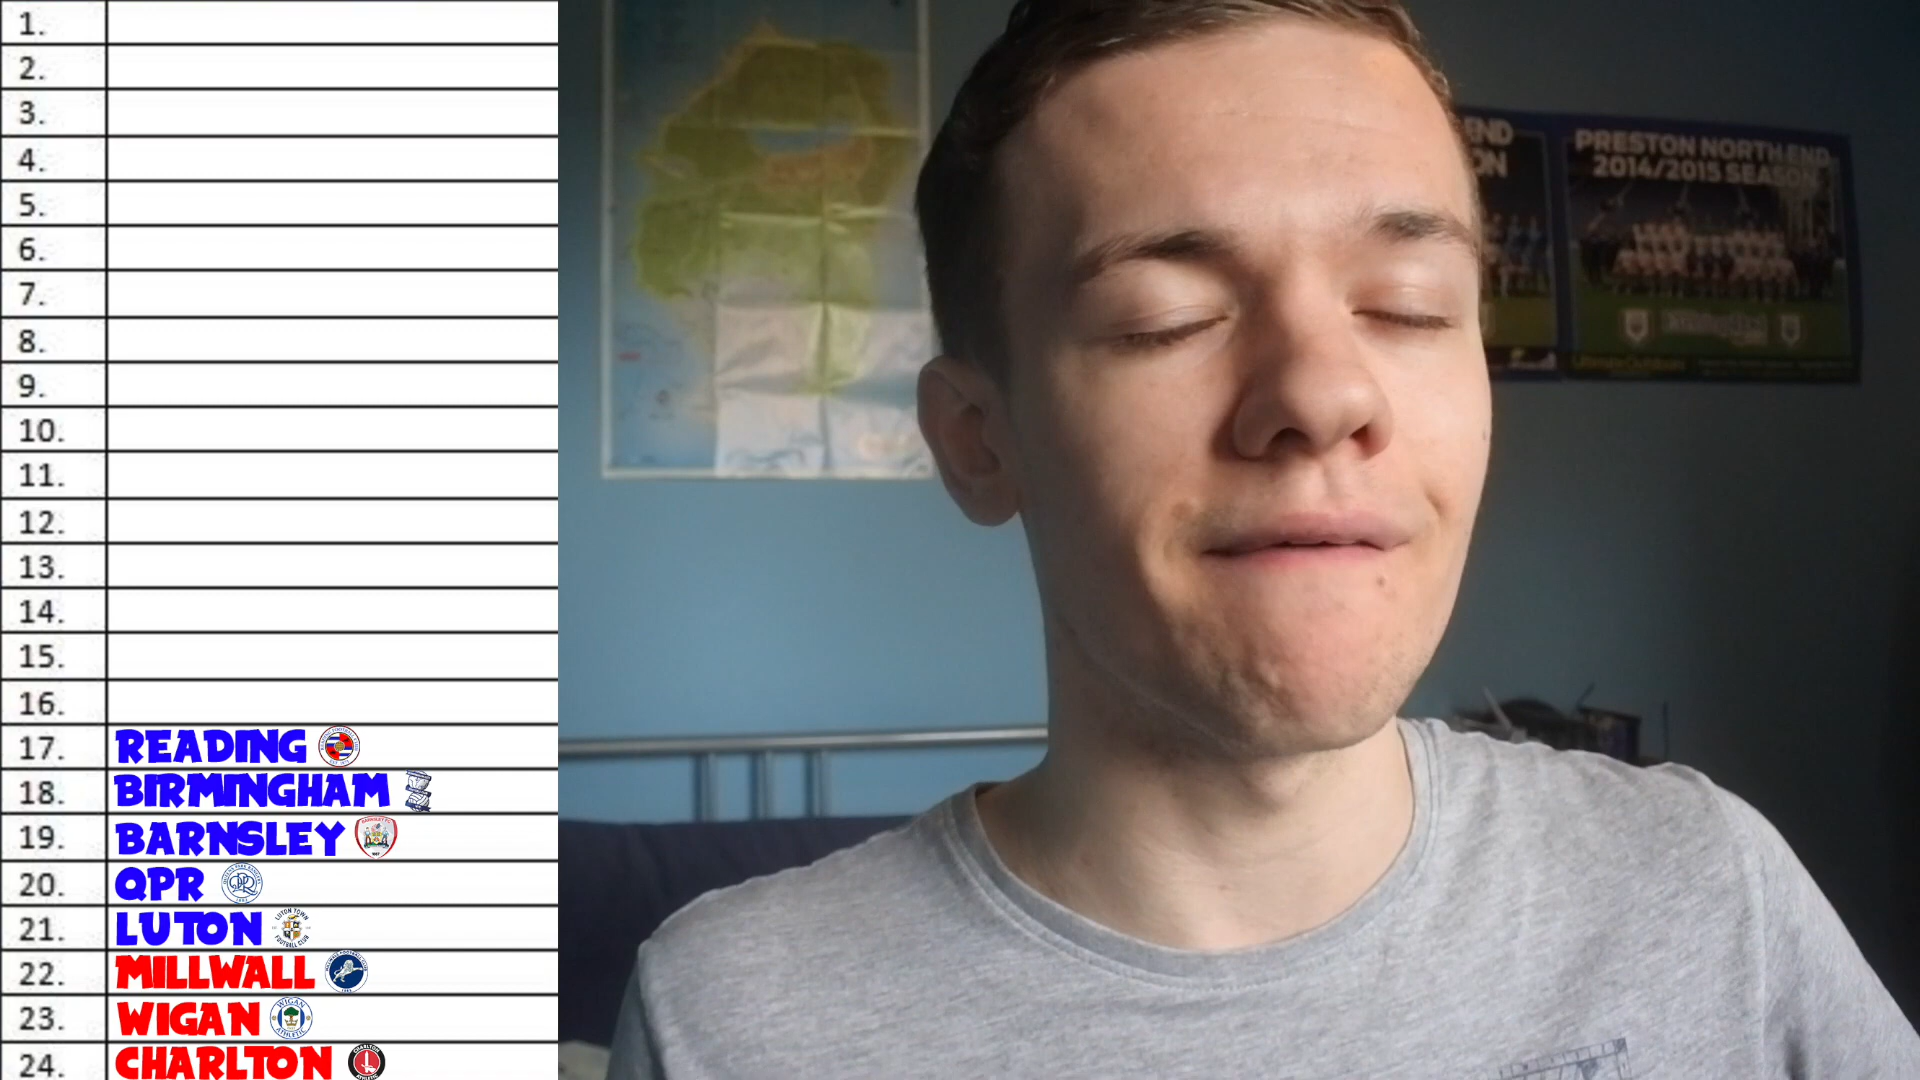 1.
2.
3.
4.
5.
6.
7.
8.
9.
10.
11.
12.
13.
14.
15.
16.
17. READING
18. BIRMINGHAM
19. BARNSLEY
20. QPR
21. LUTON
22. MILLWALL
23. WIGAN
24. CHARLTON
END
ON
PRESTON NORTH END
2014/2015 SEASON